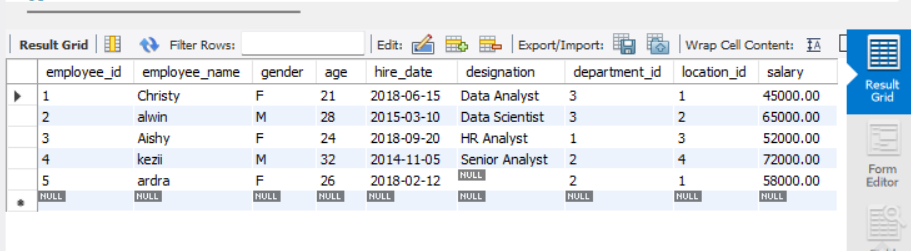 Result Grid Filter Rows: Edit: Export/Import: Wrap Cell Content: IA
employee_id employee_name gender age hire_date designation department_id location_id salary
1 Christy F 21 2018-06-15 Data Analyst 3 1 45000.00
2 alwin M 28 2015-03-10 Data Scientist 3 2 65000.00
3 Aishy F 24 2018-09-20 HR Analyst 1 3 52000.00
4 kezii M 32 2014-11-05 Senior Analyst 2 4 72000.00
5 ardra F 26 2018-02-12 NULL 2 1 58000.00
NULL NULL NULL NULL NULL NULL NULL NULL NULL
Result
Grid
Form
Editor